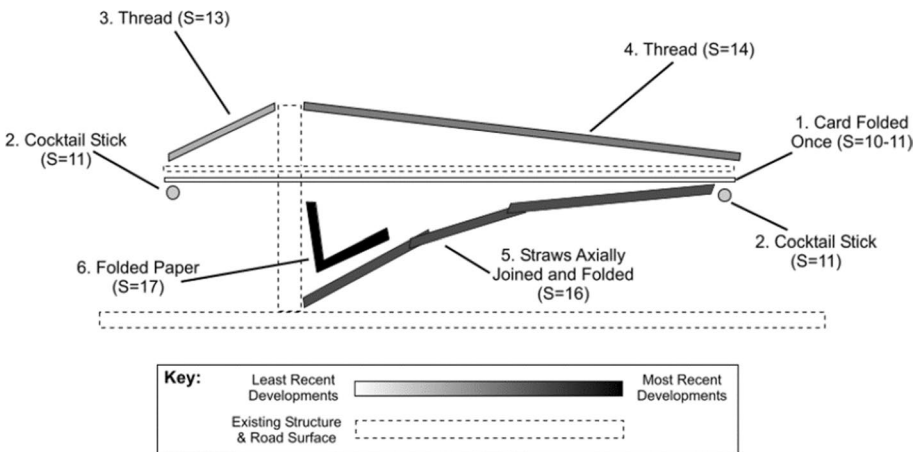 3. Thread (S=13)
4. Thread (S=14)
1. Card Folded
Once (S=10-11)
2. Cocktail Stick
(S=11)
2. Cocktail Stick
(S=11)
5. Straws Axially
Joined and Folded
(S=16)
6. Folded Paper
(S=17)
Key:
Least Recent
Developments
Most Recent
Developments
Existing Structure
& Road Surface